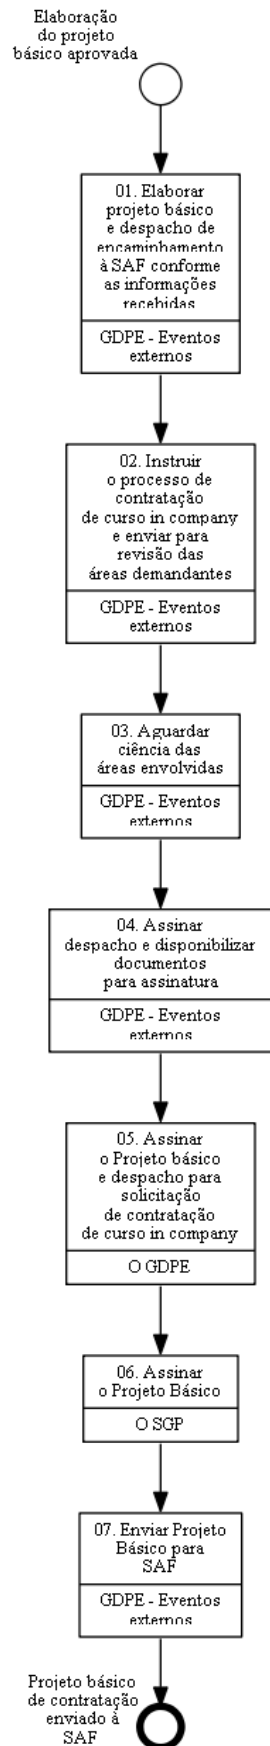 Elaboração
do projeto
básico aprovada
01. Elaborar
projeto básico
e despacho de
encaminhamento
à SAF conforme
as informações
recebidas
GDPE - Eventos
externos
02. Instruir
o processo de
contratação
de curso in company
e enviar para
revisão das
áreas demandantes
GDPE - Eventos
externos
03. Aguardar
ciência das
áreas envolvidas
GDPE - Eventos
externos
04. Assinar
despacho e disponibilizar
documentos
para assinatura
GDPE - Eventos
externos
05. Assinar
o Projeto básico
e despacho para
solicitação
de contratação
de curso in company
O GDPE
06. Assinar
o Projeto Básico
O SGP
07. Enviar Projeto
Básico para
SAF
GDPE - Eventos
externos
Projeto básico
de contratação
enviado à
SAF